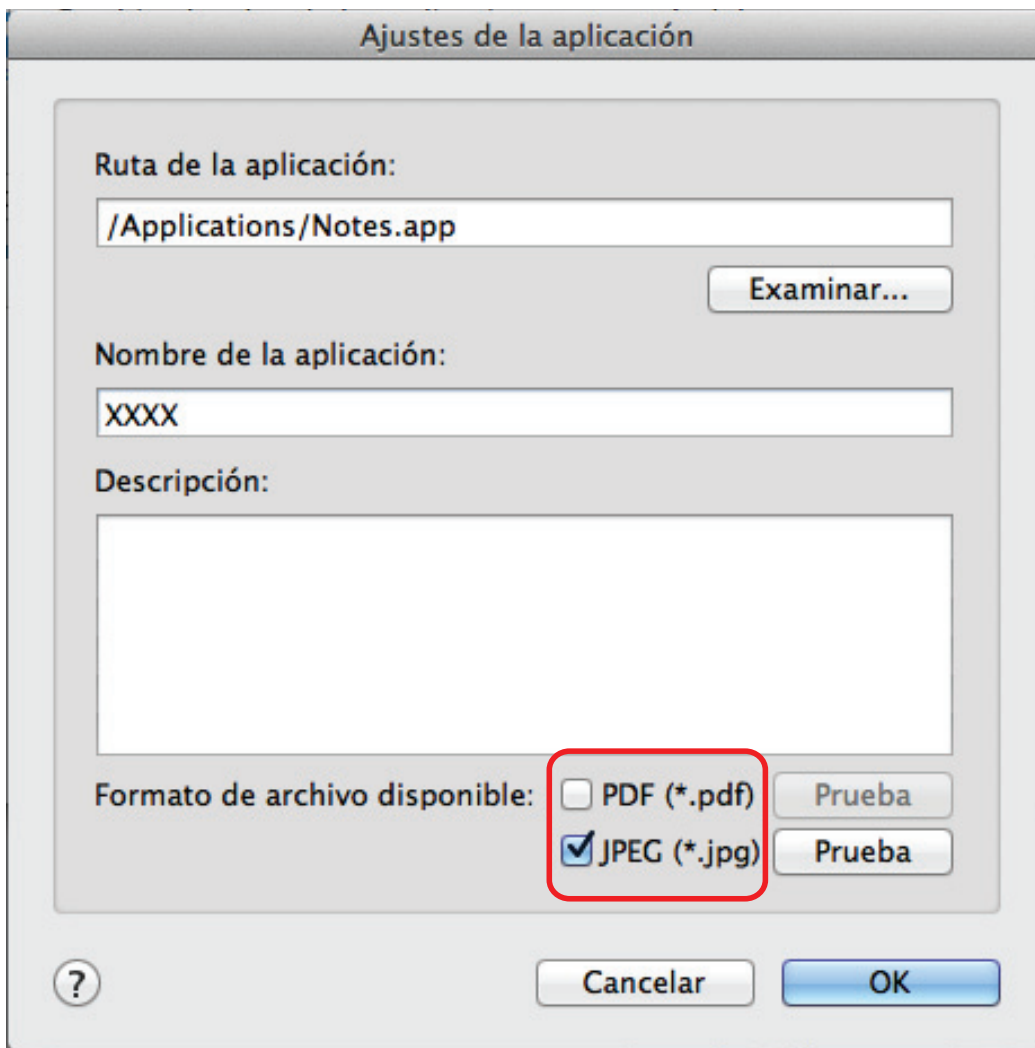 Ajustes de la aplicación
Ruta de la aplicación:
/Applications/Notes.app
Examinar...
Nombre de la aplicación:
XXXX
Descripción:
Formato de archivo disponible: PDF (*.pdf) Prueba
JPEG (*.jpg) Prueba
? Cancelar OK